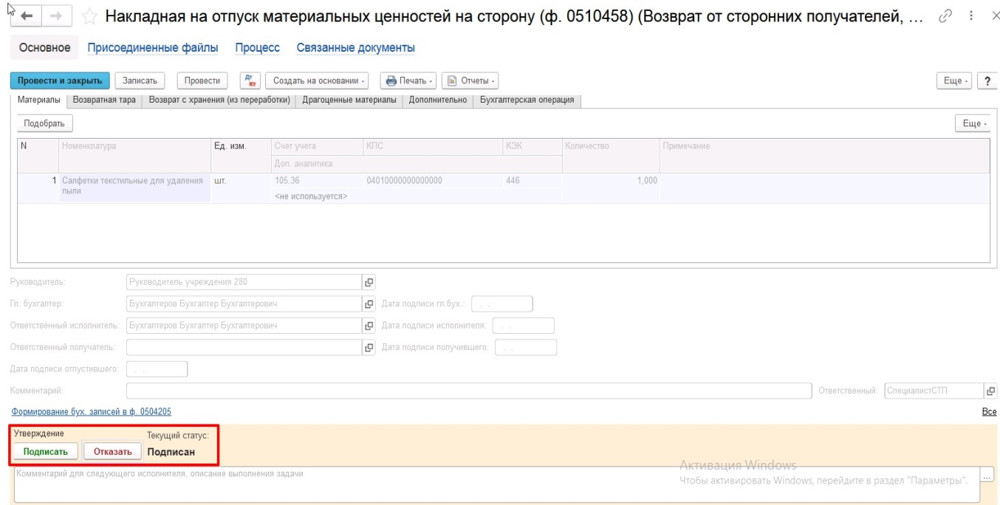 Накладная на отпуск материальных ценностей на сторону (ф. 0510458) (Возврат от сторонних получателей, ...
Основное Присоединенные файлы Процесс Связанные документы
Провести и закрыть Записать Провести Дт Кт Создать на основании Печать Отчеты Еще ?
Материалы Возвратная тара Возврат с хранения (из переработки) Драгоценные материалы Дополнительно Бухгалтерская операция
Подобрать Еще
N Номенклатура Ед. изм. Счет учета КПС КЭК Количество Примечание
Доп. аналитика
1 Салфетки текстильные для удаления шт. 105.36 04010000000000000 446 1,000
пыли <не используется>
Руководитель: Руководитель учреждения 280
Гл. бухгалтер: Бухгалтеров Бухгалтер Бухгалтерович Дата подписи гл.бух.: . .
Ответственный исполнитель: Бухгалтеров Бухгалтер Бухгалтерович Дата подписи исполнителя: . .
Ответственный получатель: Дата подписи получившего: . .
Дата подписи отпустившего: . .
Комментарий: Ответственный: СпециалистСТП
Формирование бух. записей в ф. 0504205 Все
Утверждение Текущий статус:
Подписать Отказать Подписан
Активация Windows
Комментарий для следующего исполнителя, описание выполнения задачи ...
Чтобы активировать Windows, перейдите в раздел "Параметры".